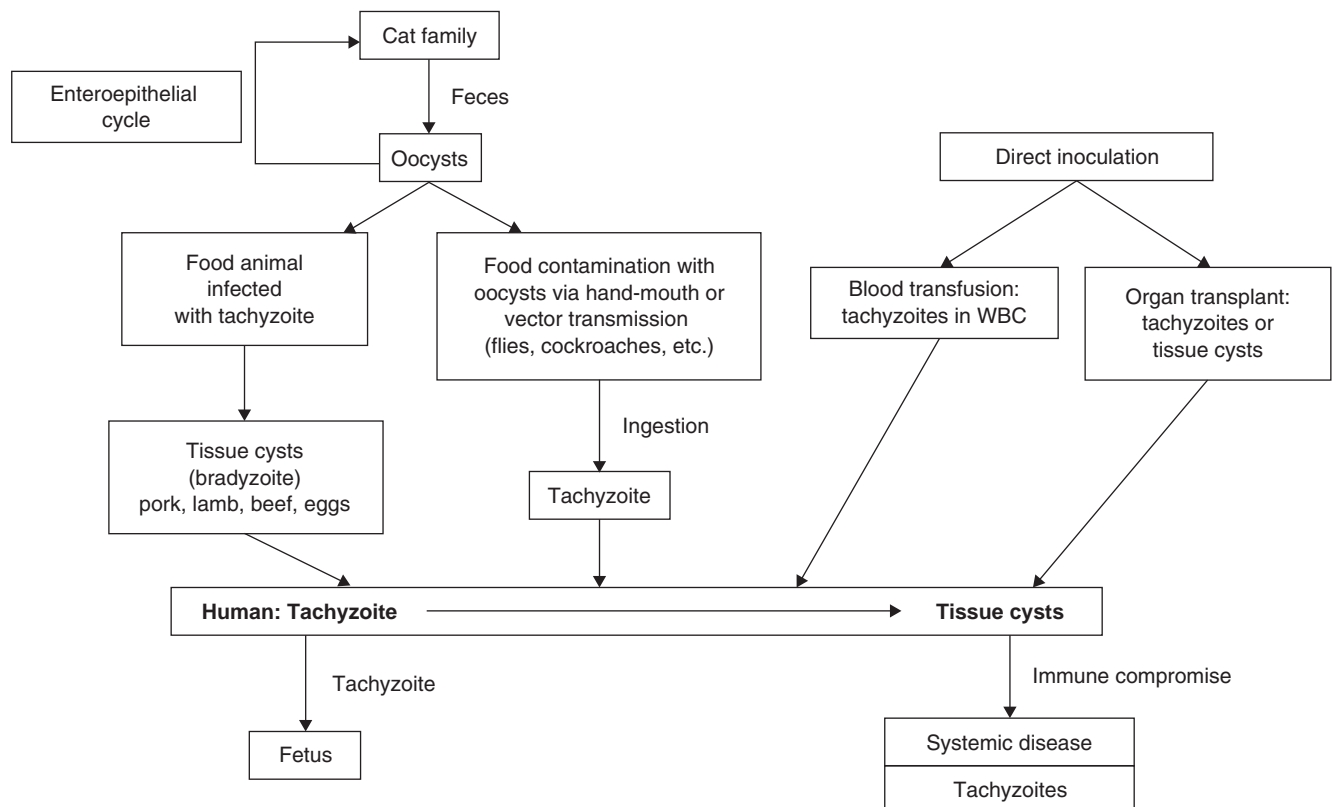 Cat family
Enteroepithelial
cycle
Feces
Oocysts
Direct inoculation
Food animal
infected
with tachyzoite
Food contamination with
oocysts via hand-mouth or
vector transmission
(flies, cockroaches, etc.)
Blood transfusion:
tachyzoites in WBC
Organ transplant:
tachyzoites or
tissue cysts
Ingestion
Tissue cysts
(bradyzoite)
pork, lamb, beef, eggs
Tachyzoite
Human: Tachyzoite
Tissue cysts
Tachyzoite
Immune compromise
Fetus
Systemic disease
Tachyzoites